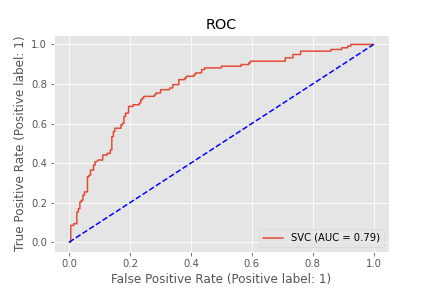 ROC
True Positive Rate (Positive label: 1)
1.0
0.8
0.6
0.4
0.2
0.0
SVC (AUC = 0.79)
0.0 0.2 0.4 0.6 0.8 1.0
False Positive Rate (Positive label: 1)